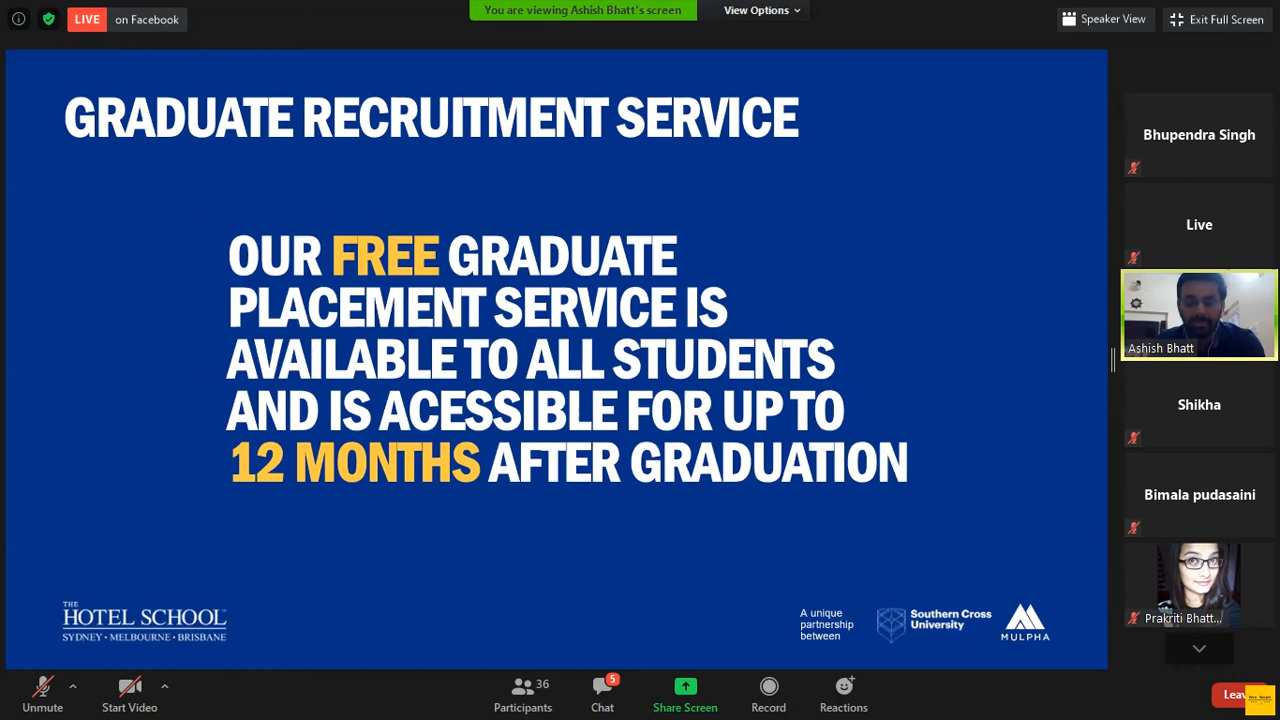 LIVE on Facebook
You are viewing Ashish Bhatt's screen
View Options
Speaker View
Exit Full Screen
GRADUATE RECRUITMENT SERVICE
OUR FREE GRADUATE
PLACEMENT SERVICE IS
AVAILABLE TO ALL STUDENTS
AND IS ACESSIBLE FOR UP TO
12 MONTHS AFTER GRADUATION
THE
HOTEL SCHOOL
SYDNEY • MELBOURNE • BRISBANE
A unique
partnership
between
Southern Cross
University
MULPHA
Bhupendra Singh
Live
Ashish Bhatt
Shikha
Bimala pudasaini
Prakriti Bhatt...
Unmute
Start Video
36
Participants
5
Chat
Share Screen
Record
Reactions